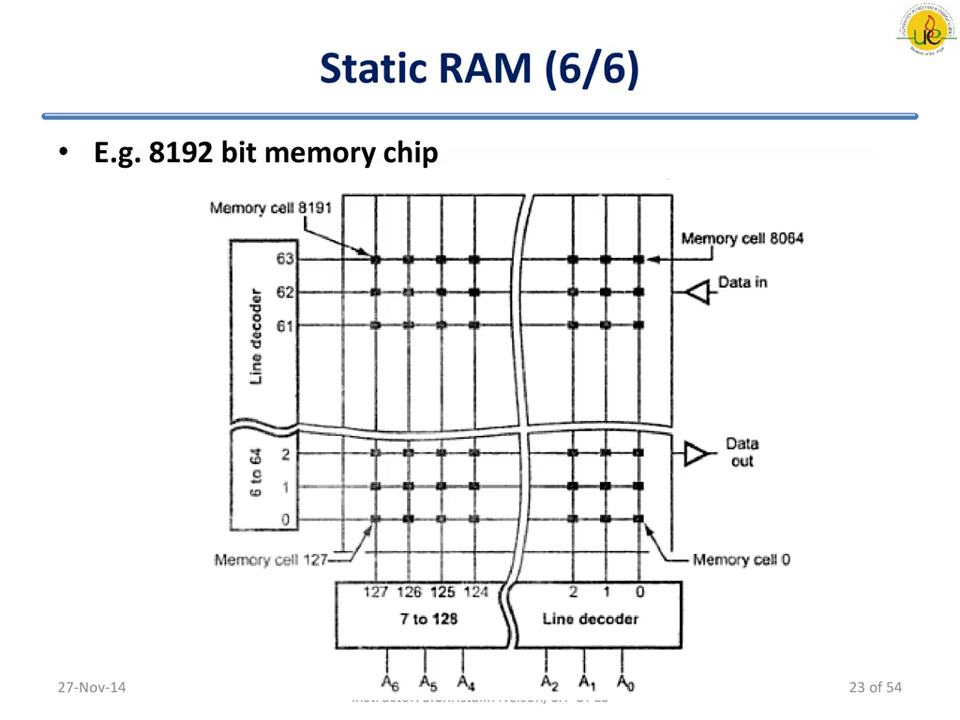 Static RAM (6/6)
• E.g. 8192 bit memory chip
Memory cell 8191
Memory cell 8064
63
62
61
Line decoder
Data in
Data
out
6 to 64
2
1
0
Memory cell 127
Memory cell 0
127 126 125 124 2 1 0
7 to 128 Line decoder
A6 A5 A4 A2 A1 A0
27-Nov-14
23 of 54